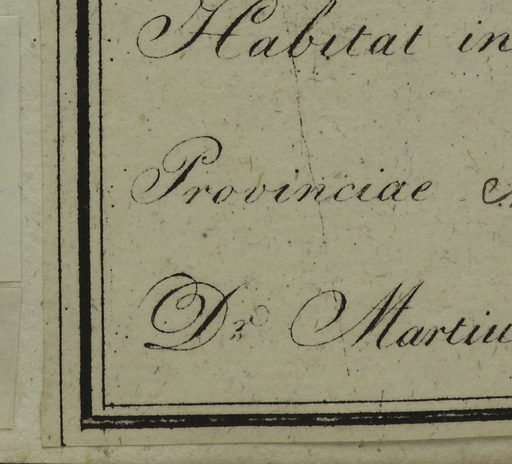 Habitat in
Provinciae
Dr Martiu